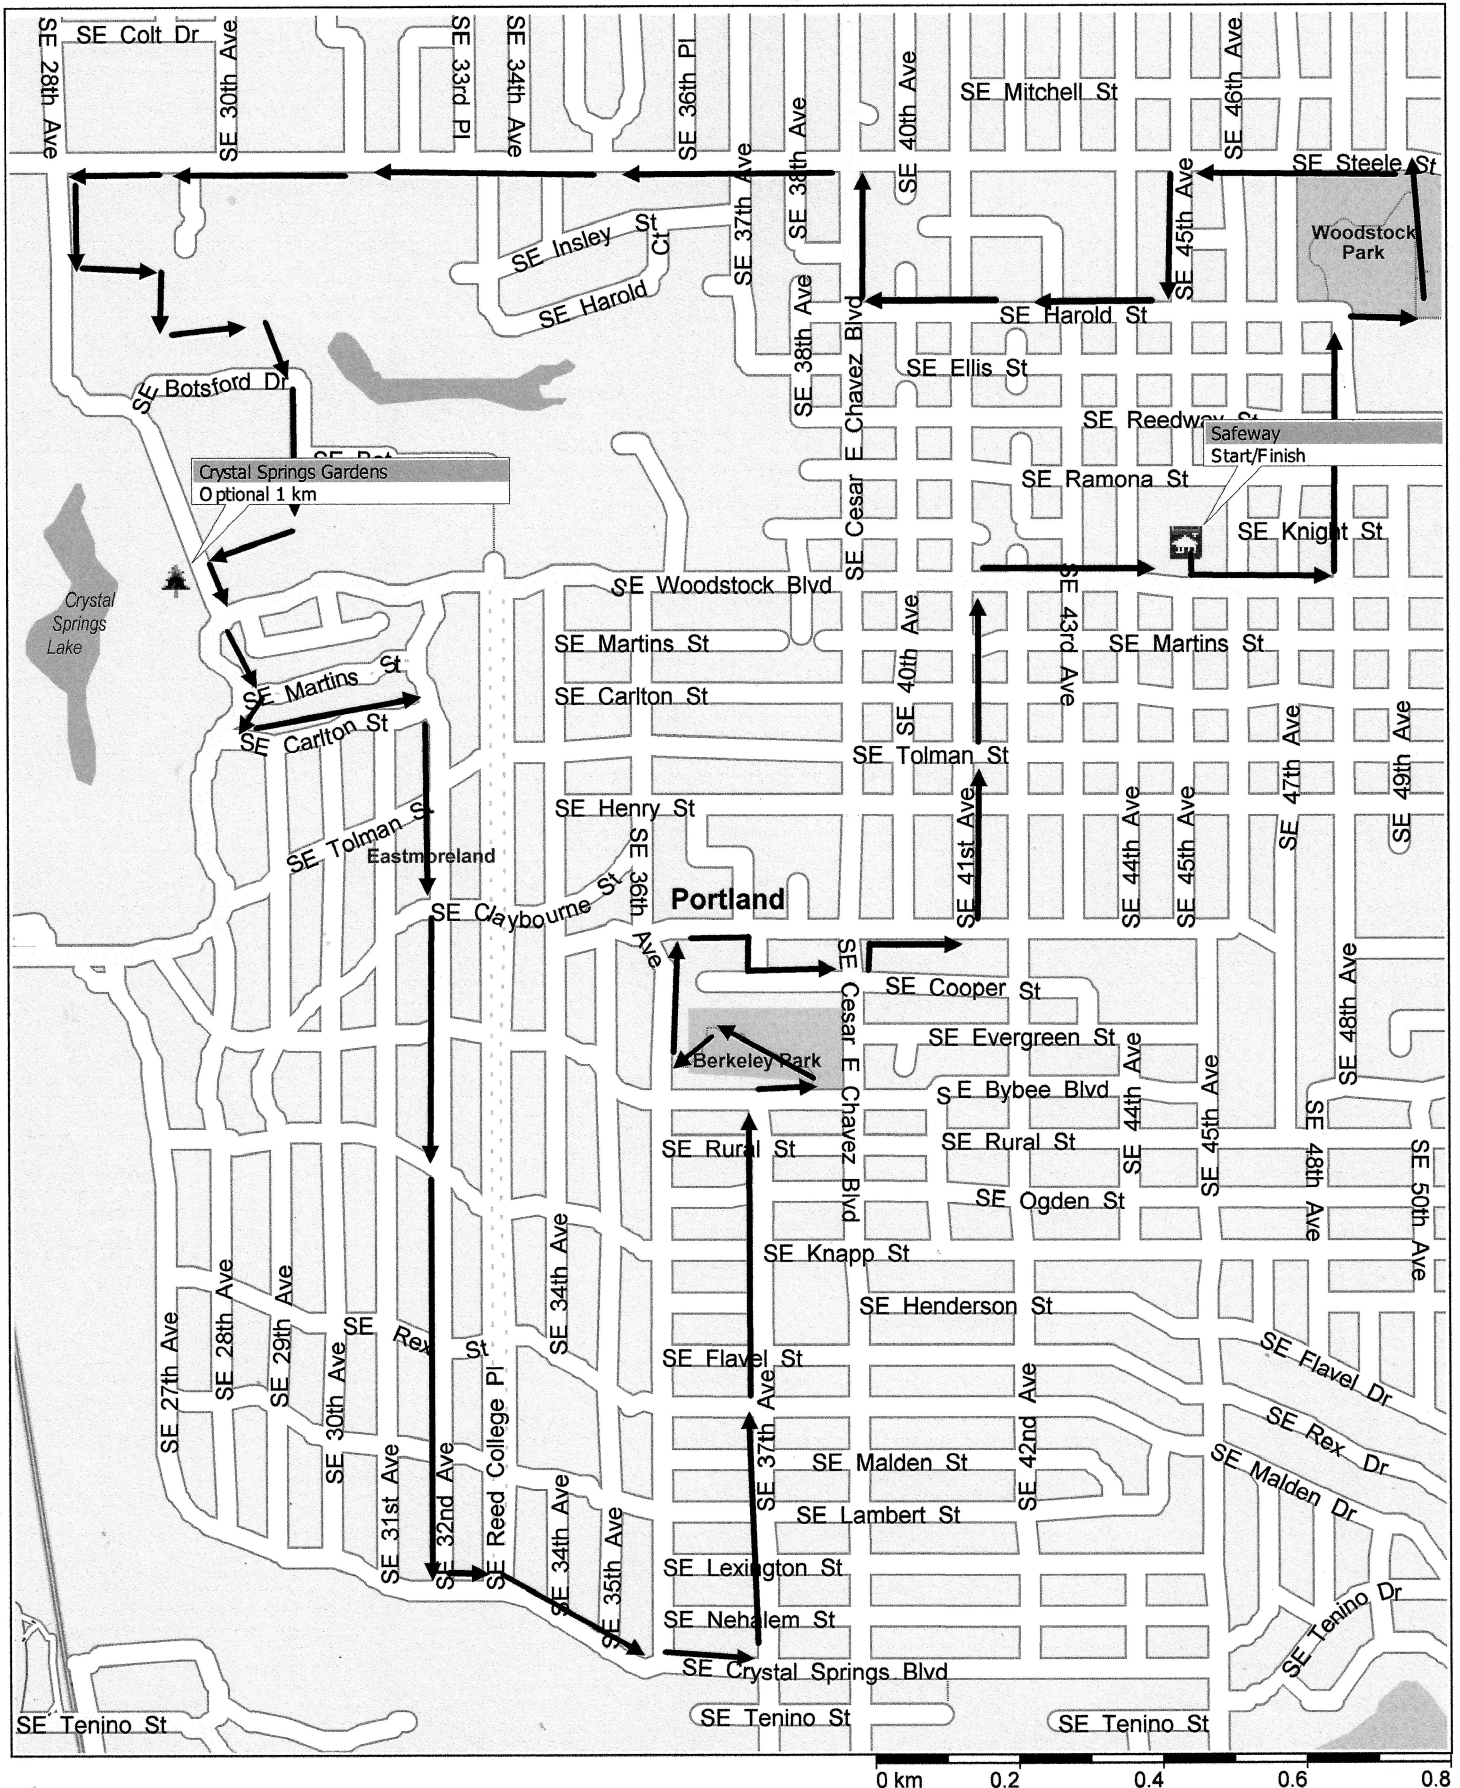 SE 28th Ave
SE Colt Dr
SE 30th Ave
SE 33rd Pl
SE 34th Ave
SE 36th Pl
SE 37th Ave
SE 38th Ave
SE 40th Ave
SE Mitchell St
SE 46th Ave
SE Steele St
SE 45th Ave
Woodstock
Park
SE Insley St
SE Harold Ct
SE 38th Ave
SE Cesar E Chavez Blvd
SE Harold St
SE Ellis St
SE Botsford Dr
SE Reedway St
Safeway
Start/Finish
SE Bot
Crystal Springs Gardens
Optional 1 km
SE Ramona St
SE Knight St
SE Woodstock Blvd
Crystal
Springs
Lake
SE Martins St
SE 40th Ave
SE 43rd Ave
SE Martins St
SE Martins St
SE Carlton St
SE Carlton St
SE Tolman St
SE 47th Ave
SE 49th Ave
SE Henry St
SE 41st Ave
SE 44th Ave
SE 45th Ave
SE Tolman St
Eastmoreland
SE 36th Ave
SE Claybourne St
Portland
SE Cesar E Chavez Blvd
SE Cooper St
SE 48th Ave
SE Evergreen St
Berkeley Park
SE Bybee Blvd
SE 44th Ave
SE 45th Ave
SE Rural St
SE Rural St
SE 48th Ave
SE 50th Ave
SE Ogden St
SE Knapp St
SE 34th Ave
SE 28th Ave
SE 29th Ave
SE Henderson St
SE 27th Ave
SE Rex St
SE 30th Ave
SE Flavel St
SE Flavel Dr
SE 37th Ave
SE 42nd Ave
SE Reed College Pl
SE Rex Dr
SE Malden St
SE Malden Dr
SE 31st Ave
SE 32nd Ave
SE 34th Ave
SE 35th Ave
SE Lambert St
SE Lexington St
SE Nehalem St
SE Tenino Dr
SE Crystal Springs Blvd
SE Tenino St
SE Tenino St
SE Tenino St
0 km 0.2 0.4 0.6 0.8